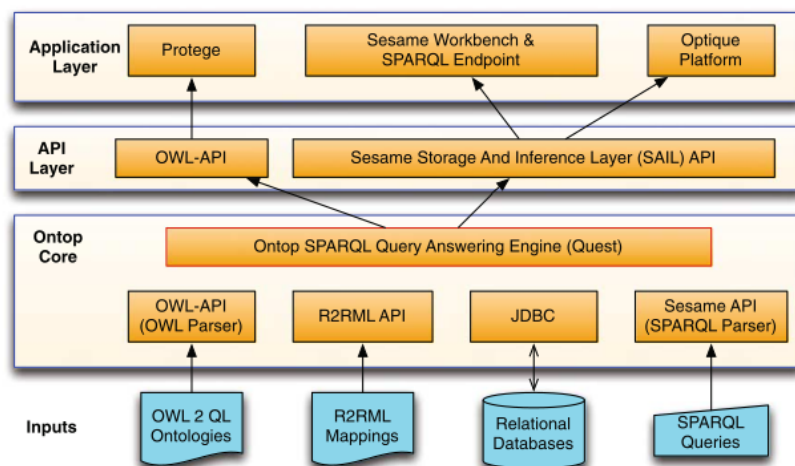 Application
Layer
Protege
Sesame Workbench &
SPARQL Endpoint
Optique
Platform
API
Layer
OWL-API
Sesame Storage And Inference Layer (SAIL) API
Ontop
Core
Ontop SPARQL Query Answering Engine (Quest)
OWL-API
(OWL Parser)
R2RML API
JDBC
Sesame API
(SPARQL Parser)
Inputs
OWL 2 QL
Ontologies
R2RML
Mappings
Relational
Databases
SPARQL
Queries